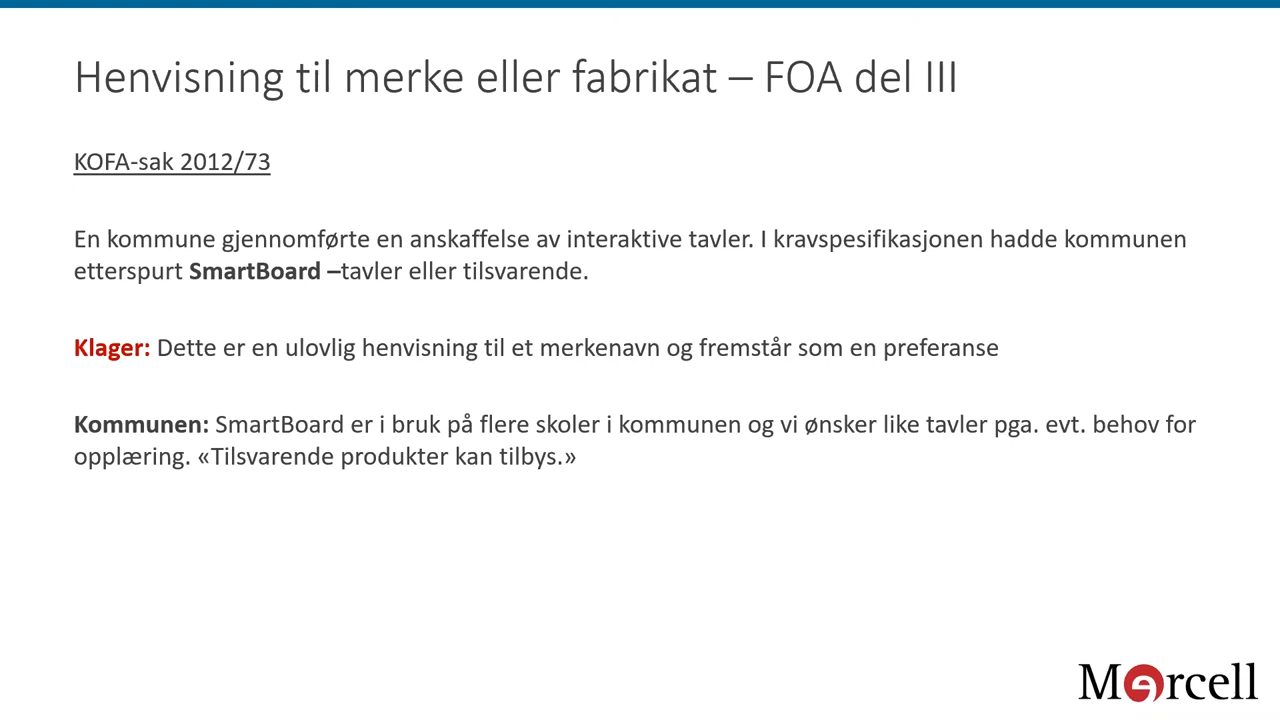 Henvisning til merke eller fabrikat – FOA del III
KOFA-sak 2012/73
En kommune gjennomførte en anskaffelse av interaktive tavler. I kravspesifikasjonen hadde kommunen
etterspurt SmartBoard –tavler eller tilsvarende.
Klager: Dette er en ulovlig henvisning til et merkenavn og fremstår som en preferanse
Kommunen: SmartBoard er i bruk på flere skoler i kommunen og vi ønsker like tavler pga. evt. behov for
opplæring. «Tilsvarende produkter kan tilbys.»
Mercell